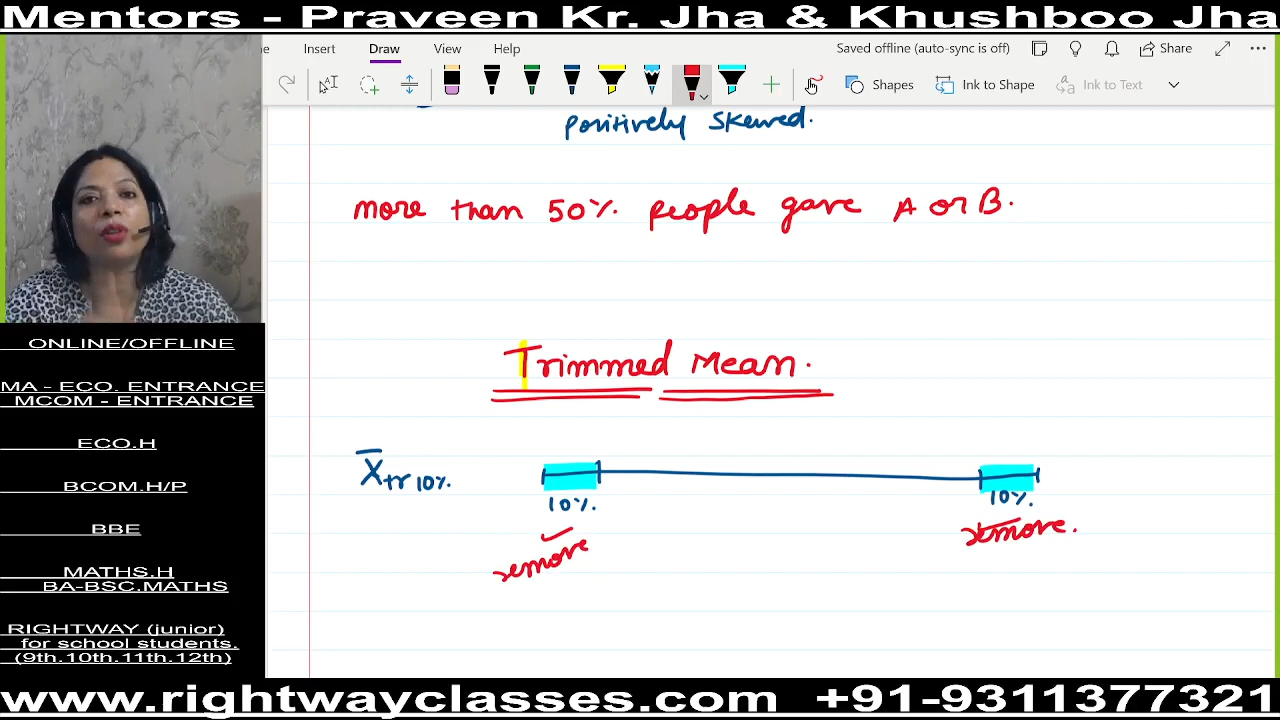 Mentors - Praveen Kr. Jha & Khushboo Jha
Insert Draw View Help Saved offline (auto-sync is off) Share
Shapes Ink to Shape Ink to Text
positively skewed.
more than 50% people gave A or B.
Trimmed Mean.
X̄tr 10%.
10%. 10%.
remove remove.
ONLINE/OFFLINE
MA - ECO. ENTRANCE
MCOM - ENTRANCE
ECO.H
BCOM.H/P
BBE
MATHS.H
BA-BSC.MATHS
RIGHTWAY (junior)
for school students.
(9th.10th.11th.12th)
www.rightwayclasses.com +91-9311377321